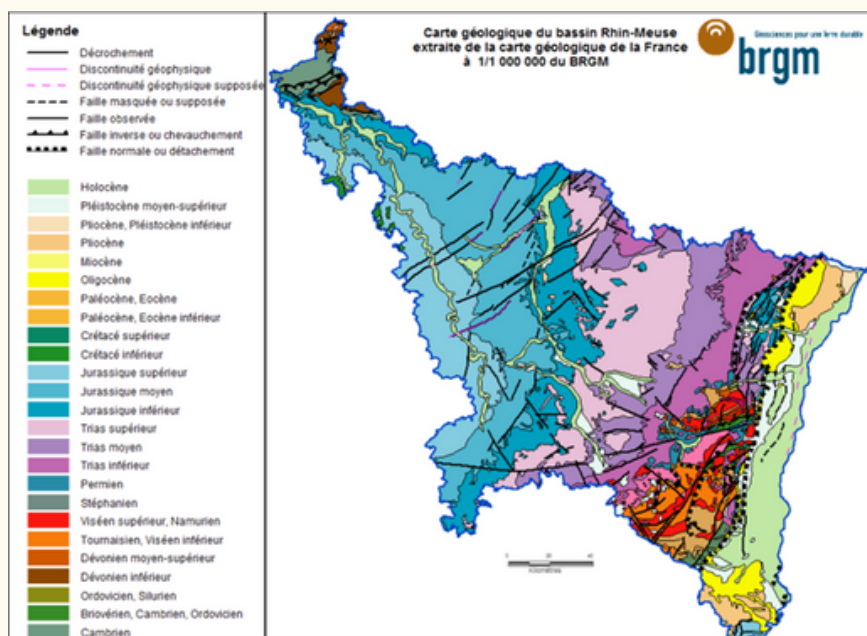 Légende
Décrochement
Discontinuité géophysique
Discontinuité géophysique supposée
Faille masquée ou supposée
Faille observée
Faille inverse ou chevauchement
Faille normale ou détachement
Holocène
Pléistocène moyen-supérieur
Pliocène, Pléistocène inférieur
Pliocène
Miocène
Oligocène
Paléocène, Eocène
Paléocène, Eocène inférieur
Crétacé supérieur
Crétacé inférieur
Jurassique supérieur
Jurassique moyen
Jurassique inférieur
Trias supérieur
Trias moyen
Trias inférieur
Permien
Stéphanien
Viséen supérieur, Namurien
Tournaisien, Viséen inférieur
Dévonien moyen-supérieur
Dévonien inférieur
Ordovicien, Silurien
Briovérien, Cambrien, Ordovicien
Cambrien
Carte géologique du bassin Rhin-Meuse
extraite de la carte géologique de la France
à 1/1 000 000 du BRGM
Géosciences pour une Terre durable
brgm
Kilomètres